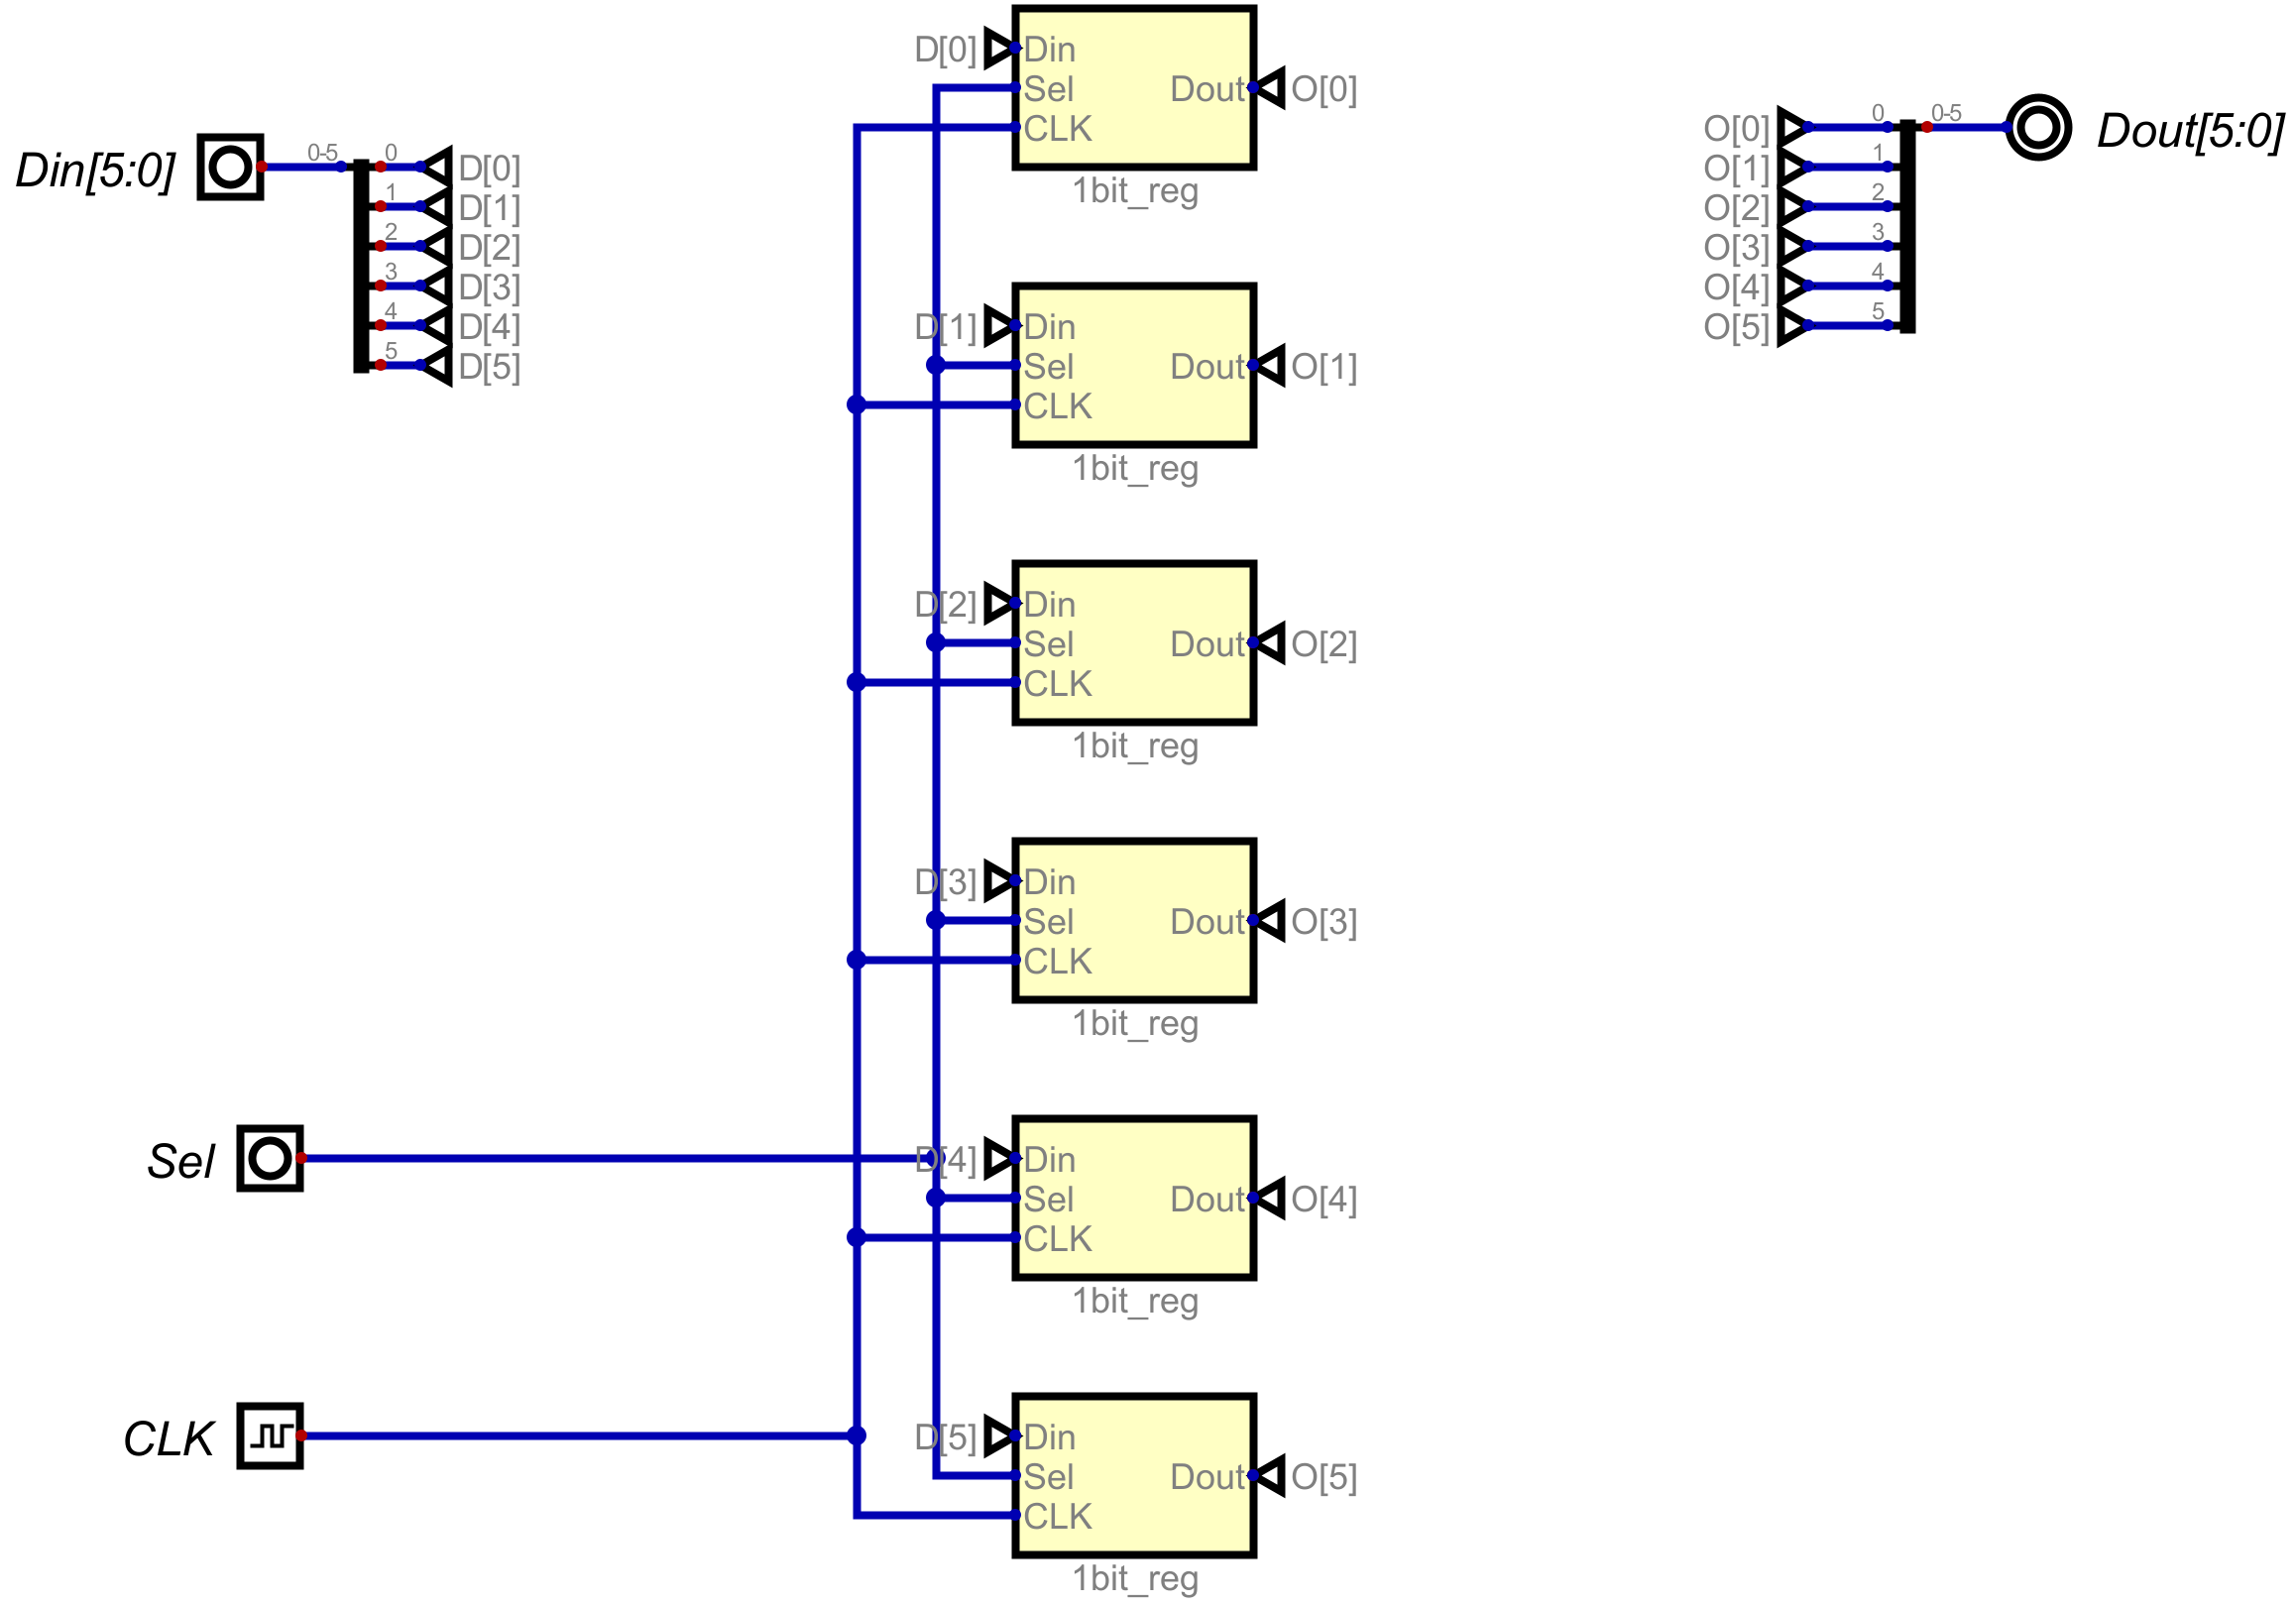 Din[5:0]
0-5
0
D[0]
1
D[1]
2
D[2]
3
D[3]
4
D[4]
5
D[5]
Sel
CLK
D[0]
Din
Sel
CLK
Dout
O[0]
1bit_reg
D[1]
Din
Sel
CLK
Dout
O[1]
1bit_reg
D[2]
Din
Sel
CLK
Dout
O[2]
1bit_reg
D[3]
Din
Sel
CLK
Dout
O[3]
1bit_reg
D[4]
Din
Sel
CLK
Dout
O[4]
1bit_reg
D[5]
Din
Sel
CLK
Dout
O[5]
1bit_reg
O[0]
0
O[1]
1
O[2]
2
O[3]
3
O[4]
4
O[5]
5
0-5
Dout[5:0]